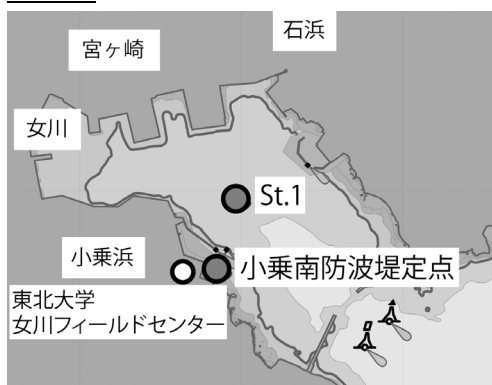 石浜
宮ヶ崎
女川
St.1
小乗浜
小乗南防波堤定点
東北大学
女川フィールドセンター